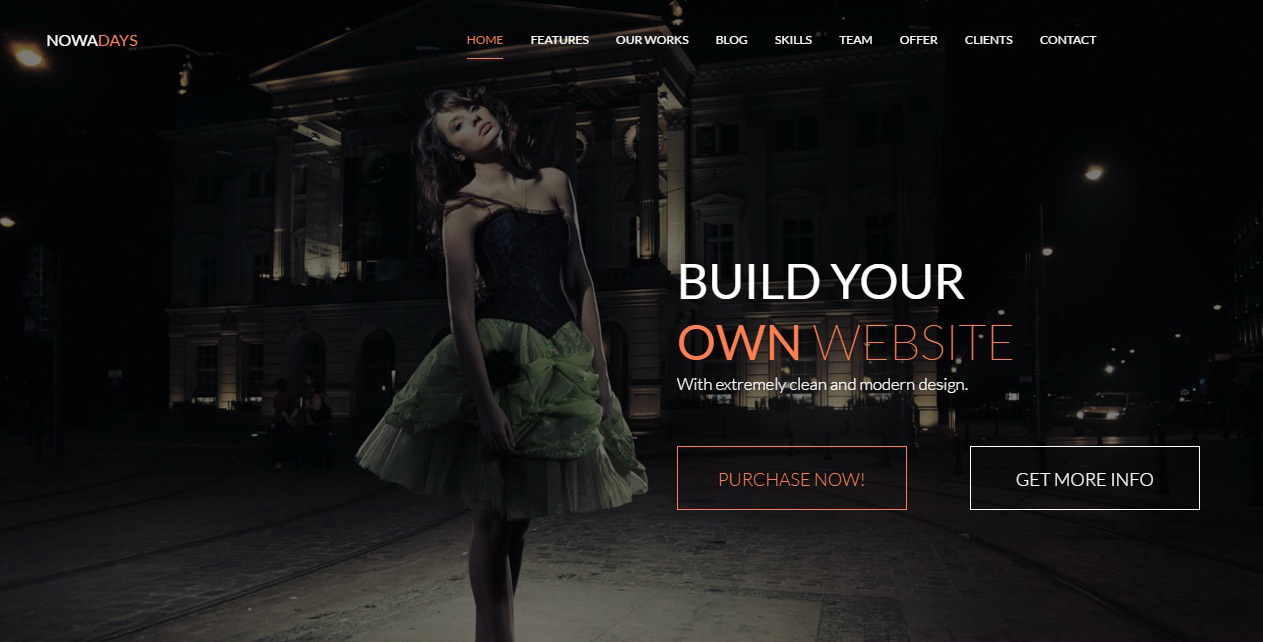 NOWADAYS
HOME FEATURES OUR WORKS BLOG SKILLS TEAM OFFER CLIENTS CONTACT
BUILD YOUR
OWN WEBSITE
With extremely clean and modern design.
PURCHASE NOW! GET MORE INFO